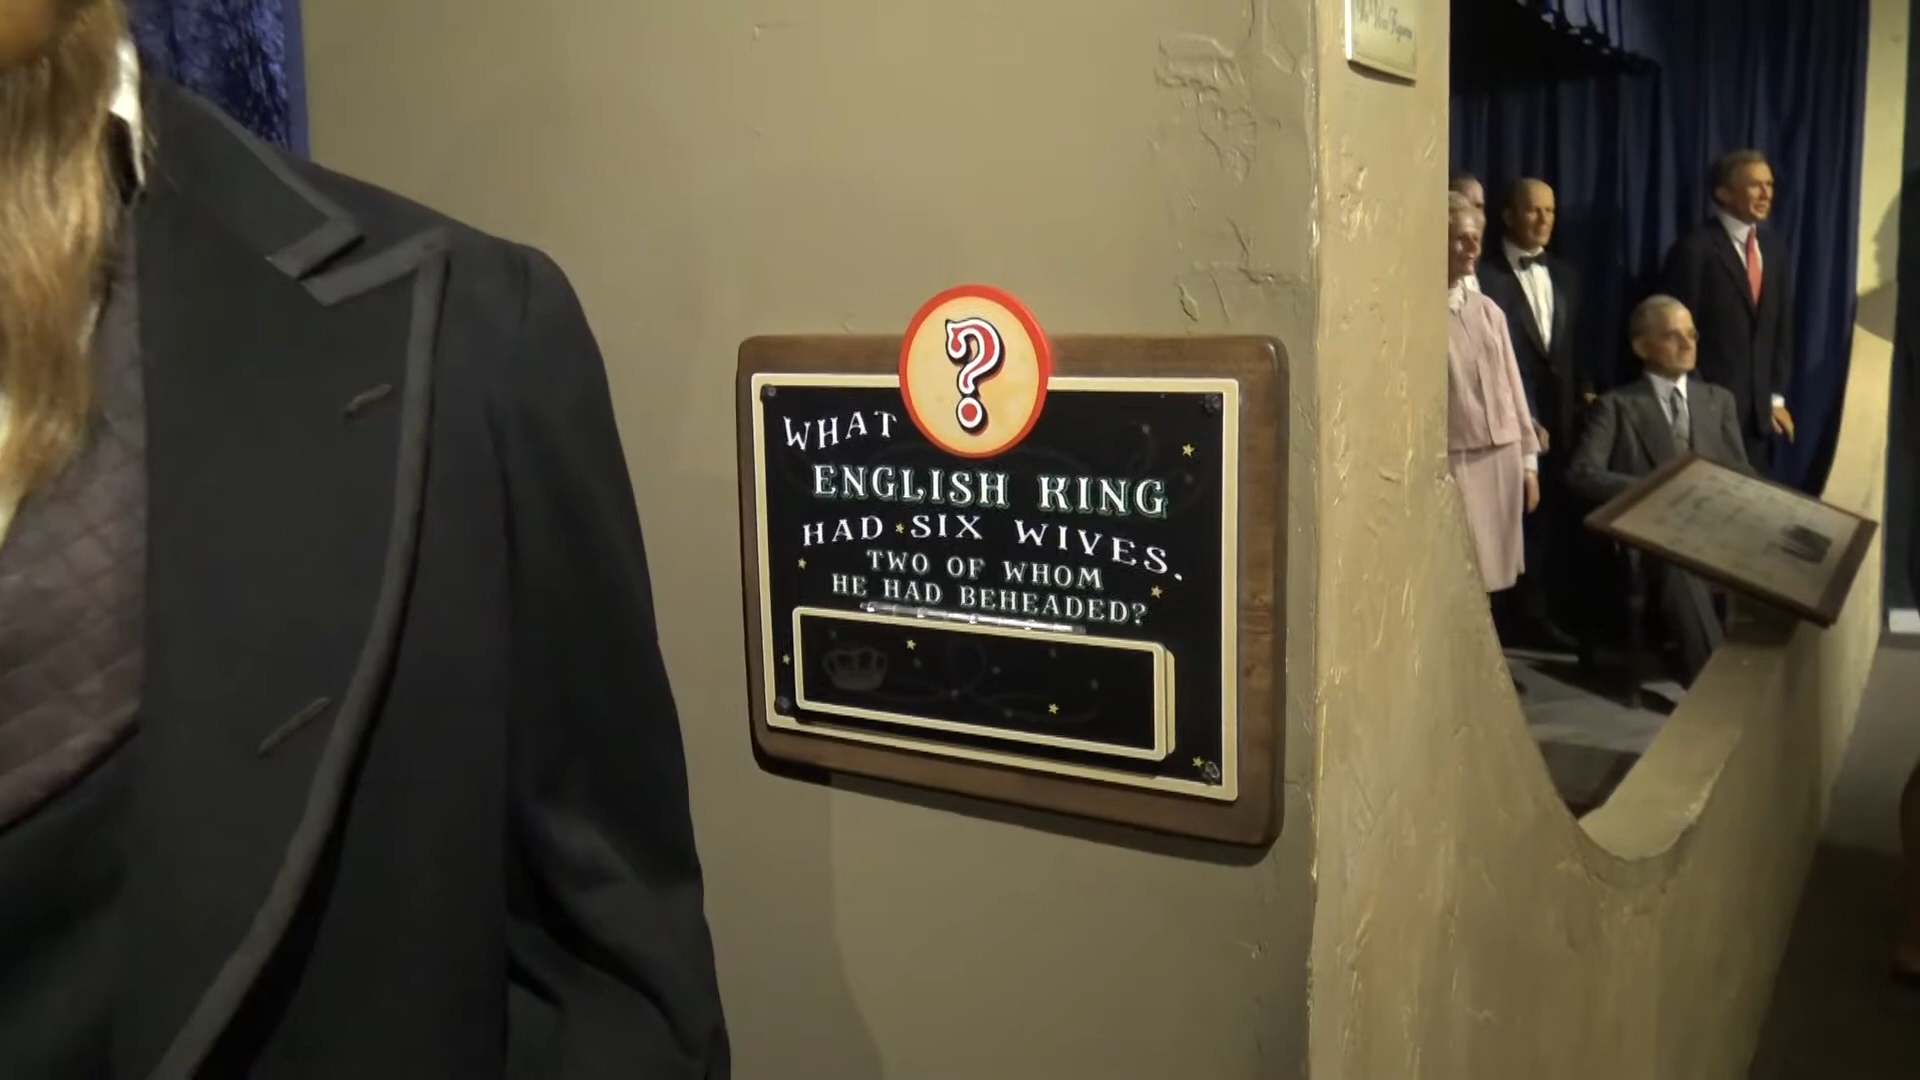 ?
WHAT
ENGLISH KING
HAD SIX WIVES.
TWO OF WHOM
HE HAD BEHEADED?